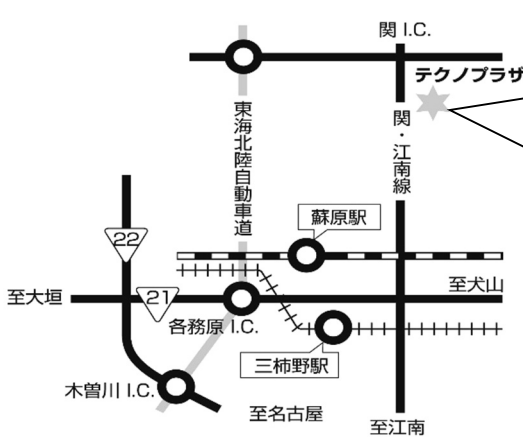 関 I.C.
テクノプラザ
東海北陸自動車道
関・江南線
蘇原駅
22
至犬山
至大垣
21
各務原 I.C.
三柿野駅
木曽川 I.C.
至名古屋
至江南